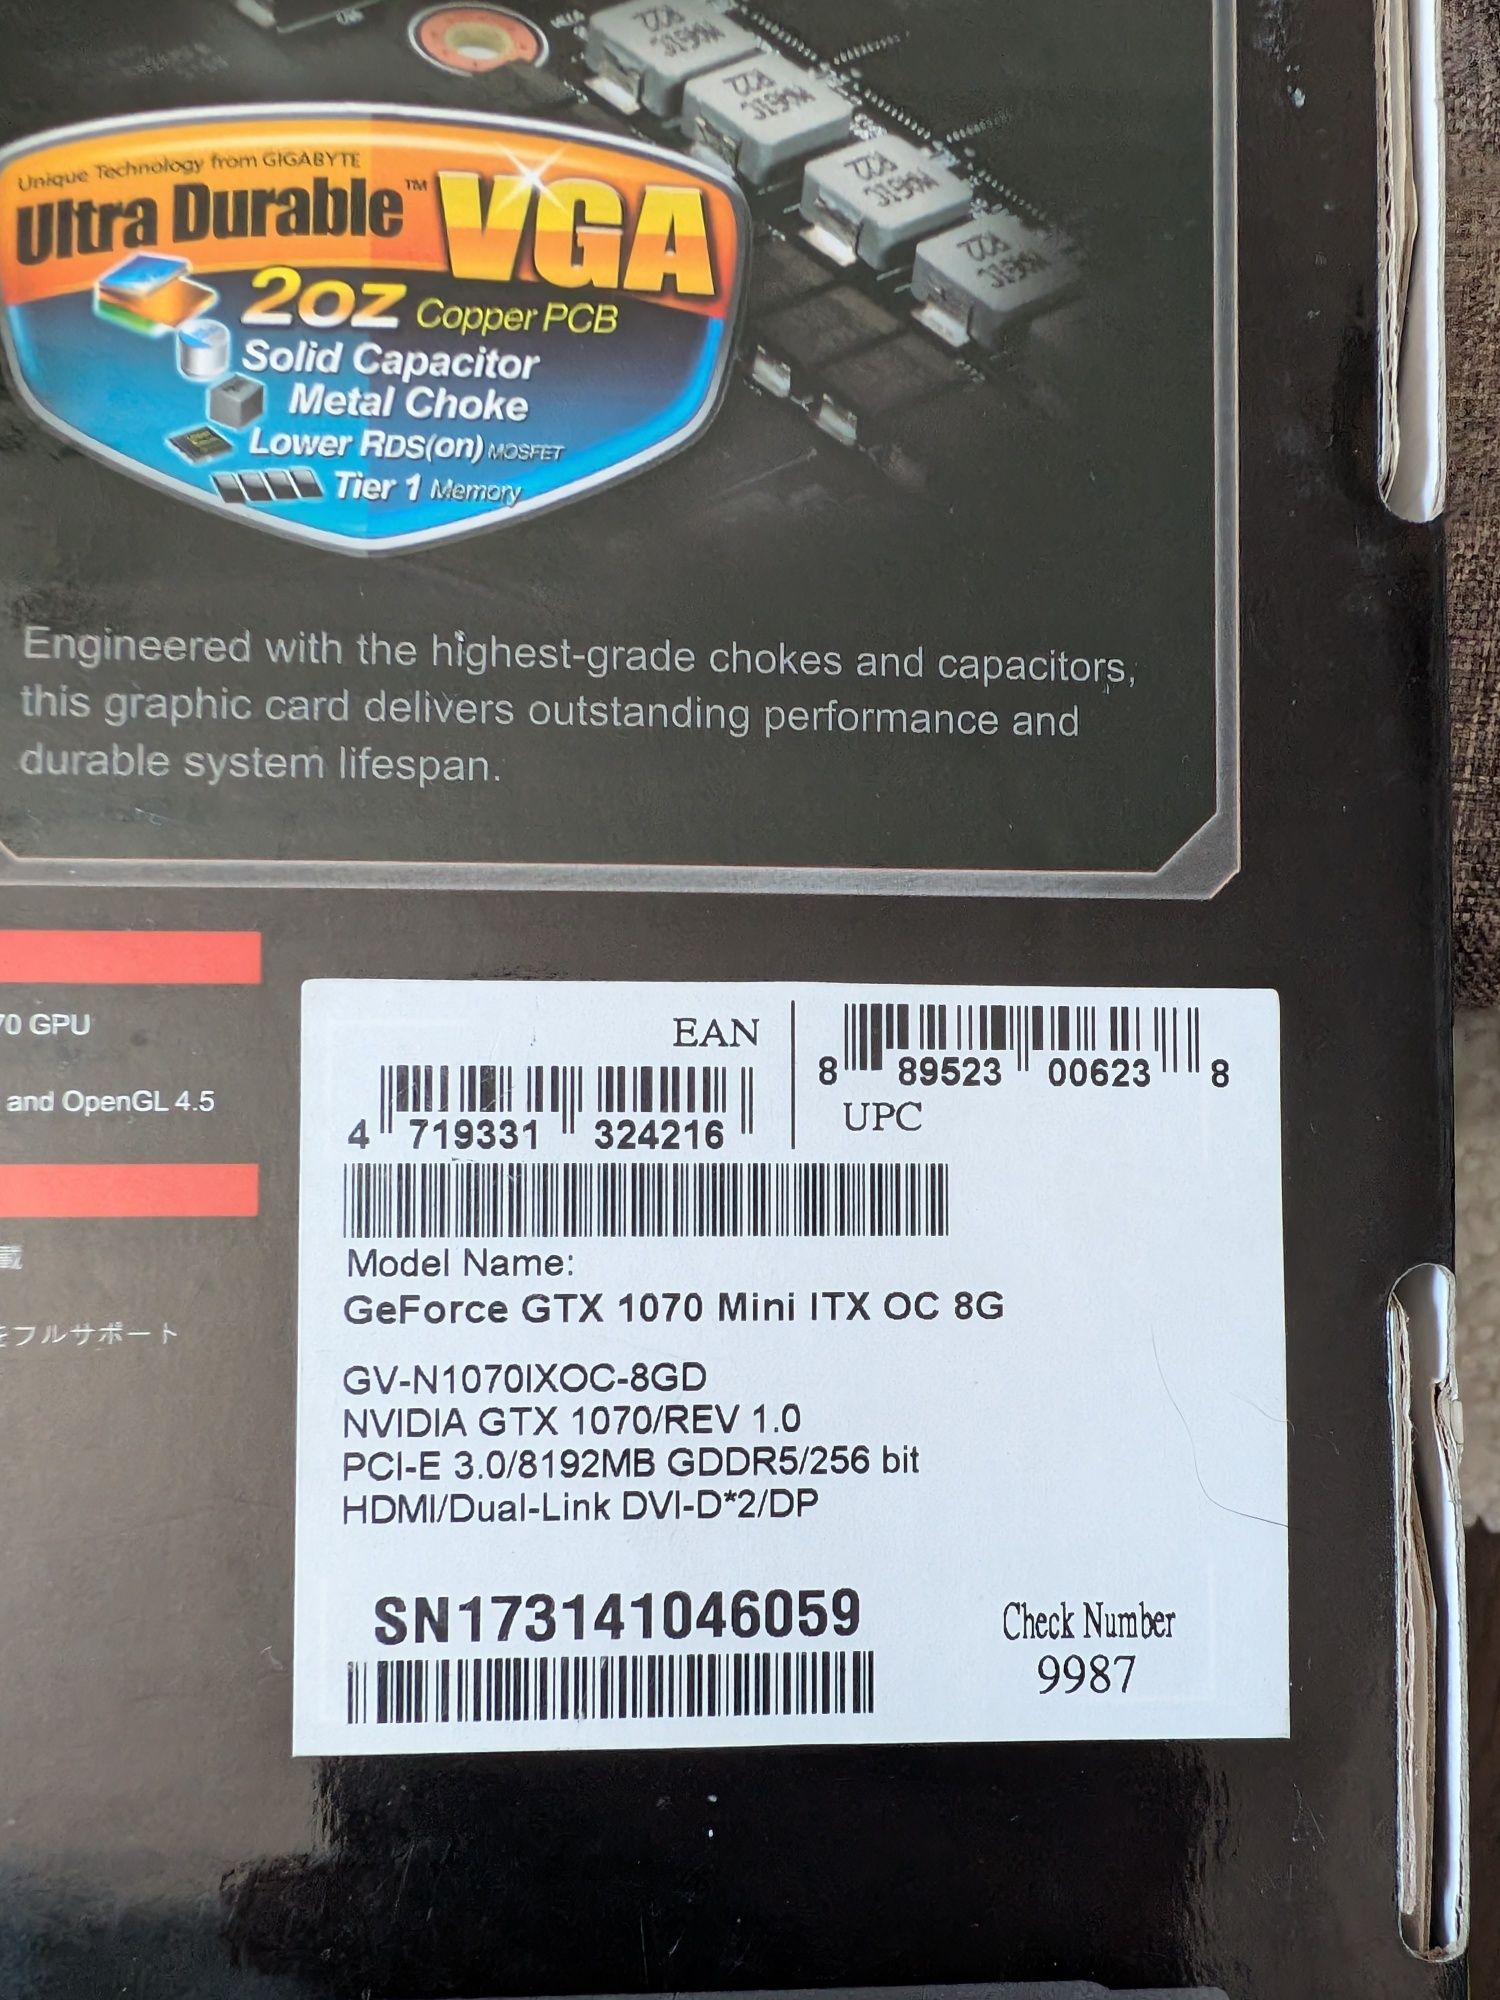 R22
R22
R22
R22
Unique Technology from GIGABYTE
Ultra Durable™ VGA
2oz Copper PCB
Solid Capacitor
Metal Choke
Lower RDS(on) MOSFET
Tier 1 Memory
Engineered with the highest-grade chokes and capacitors,
this graphic card delivers outstanding performance and
durable system lifespan.
70 GPU
and OpenGL 4.5
載
をフルサポート
EAN
4 719331 324216
8 89523 00623 8
UPC
Model Name:
GeForce GTX 1070 Mini ITX OC 8G
GV-N1070IXOC-8GD
NVIDIA GTX 1070/REV 1.0
PCI-E 3.0/8192MB GDDR5/256 bit
HDMI/Dual-Link DVI-D*2/DP
SN173141046059
Check Number
9987